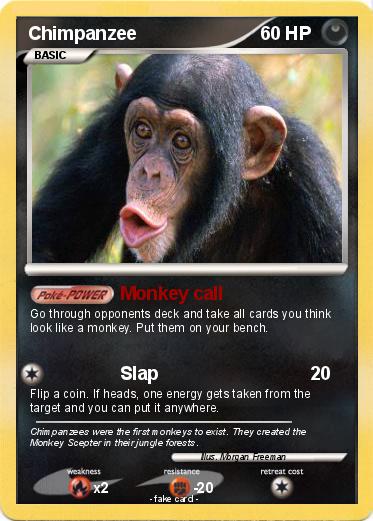 Chimpanzee 60 HP
BASIC
Poké-POWER Monkey call
Go through opponents deck and take all cards you think
look like a monkey. Put them on your bench.
Slap 20
Flip a coin. If heads, one energy gets taken from the
target and you can put it anywhere.
Chimpanzees were the first monkeys to exist. They created the
Monkey Scepter in their jungle forests.
Illus. Morgan Freeman
weakness resistance retreat cost
x2 -20
- fake card -